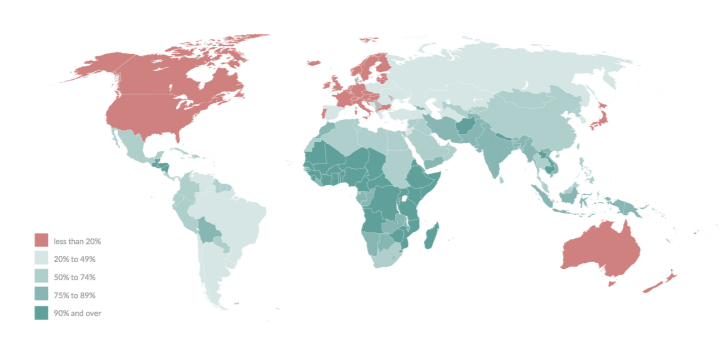 less than 20%
20% to 49%
50% to 74%
75% to 89%
90% and over